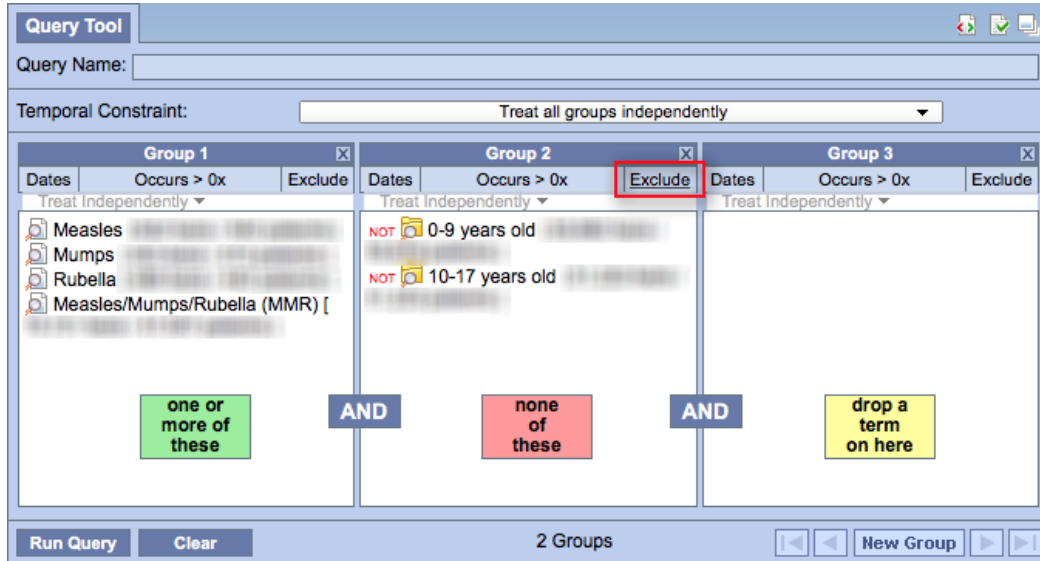 Query Tool
Query Name:
Temporal Constraint: Treat all groups independently
Group 1 X Group 2 X Group 3 X
Dates Occurs > 0x Exclude Dates Occurs > 0x Exclude Dates Occurs > 0x Exclude
Treat Independently Treat Independently Treat Independently
Measles NOT 0-9 years old
Mumps
Rubella NOT 10-17 years old
Measles/Mumps/Rubella (MMR) [
one or none drop a
AND more of AND of term
these these on here
Run Query Clear 2 Groups New Group